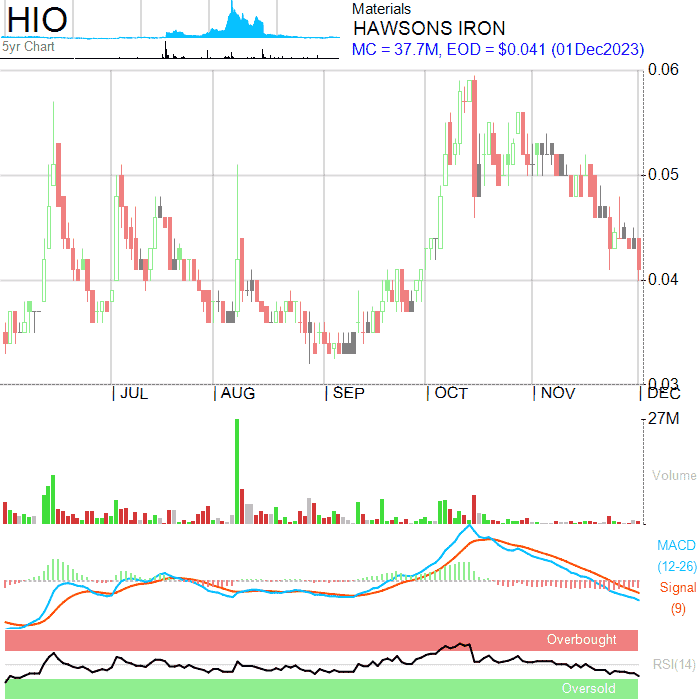 HIO
5yr Chart
Materials
HAWSONS IRON
MC = 37.7M, EOD = $0.041 (01Dec2023)
0.06
0.05
0.04
0.03
JUL AUG SEP OCT NOV DEC
27M
Volume
MACD
(12-26)
Signal
(9)
Overbought
RSI(14)
Oversold